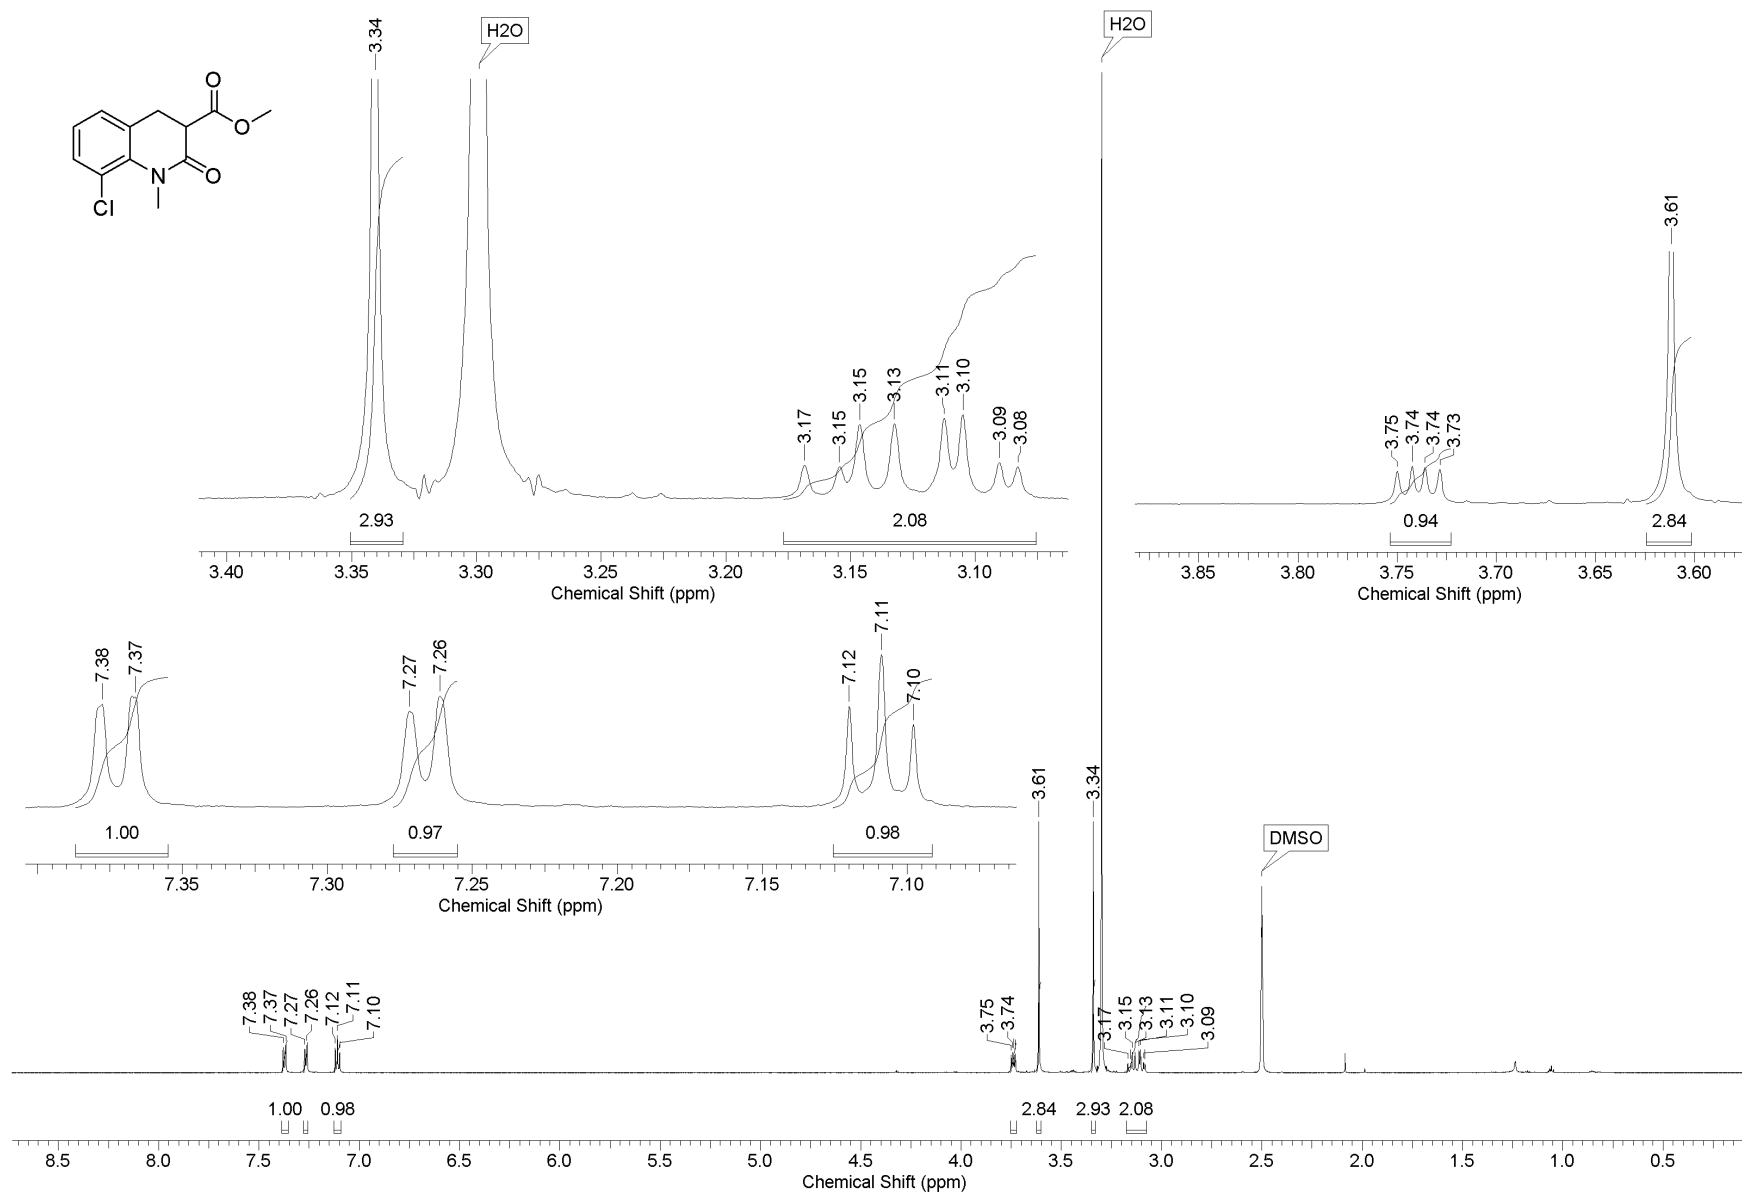 3.34
H2O
H2O
O
O
N
O
Cl
3.61
3.17
3.15
3.15
3.13
3.11
3.10
3.09
3.08
3.75
3.74
3.74
3.73
2.93
2.08
0.94
2.84
3.40 3.35 3.30 3.25 3.20 3.15 3.10
Chemical Shift (ppm)
3.85 3.80 3.75 3.70 3.65 3.60
Chemical Shift (ppm)
7.38
7.37
7.27
7.26
7.12
7.11
7.10
1.00
0.97
0.98
7.35 7.30 7.25 7.20 7.15 7.10
Chemical Shift (ppm)
3.61
3.34
DMSO
7.38
7.37
7.27
7.26
7.12
7.11
7.10
3.75
3.74
3.17
3.15
3.13
3.11
3.10
3.09
1.00 0.98 2.84 2.93 2.08
8.5 8.0 7.5 7.0 6.5 6.0 5.5 5.0 4.5 4.0 3.5 3.0 2.5 2.0 1.5 1.0 0.5
Chemical Shift (ppm)